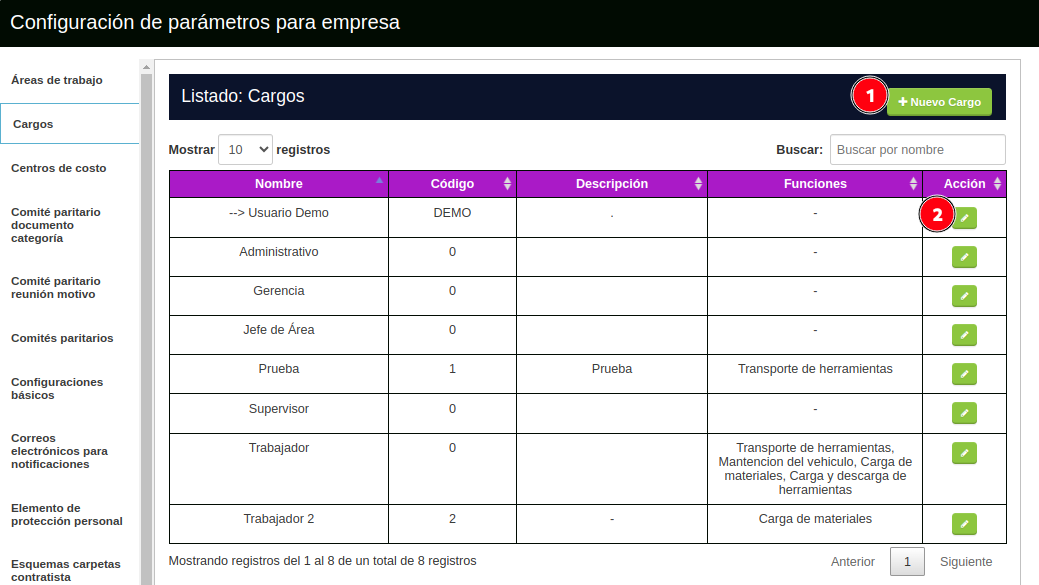 Configuración de parámetros para empresa
Áreas de trabajo
Cargos
Centros de costo
Comité paritario
documento
categoría
Comité paritario
reunión motivo
Comités paritarios
Configuraciones
básicos
Correos
electrónicos para
notificaciones
Elemento de
protección personal
Esquemas carpetas
contratista
Listado: Cargos
1
Nuevo Cargo
Mostrar 10 registros
Buscar: Buscar por nombre
Nombre Código Descripción Funciones Acción
--> Usuario Demo DEMO . - 2
Administrativo 0 -
Gerencia 0 -
Jefe de Área 0 -
Prueba 1 Prueba Transporte de herramientas
Supervisor 0 -
Trabajador 0 Transporte de herramientas,
Mantencion del vehiculo, Carga de
materiales, Carga y descarga de
herramientas
Trabajador 2 2 - Carga de materiales
Mostrando registros del 1 al 8 de un total de 8 registros
Anterior 1 Siguiente